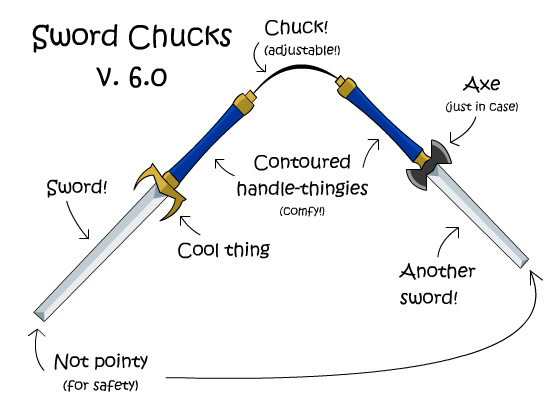 Sword Chucks
v. 6.0
Chuck!
(adjustable!)
Axe
(just in case)
Contoured
handle-thingies
(comfy!)
Sword!
Cool thing
Another
sword!
Not pointy
(for safety)